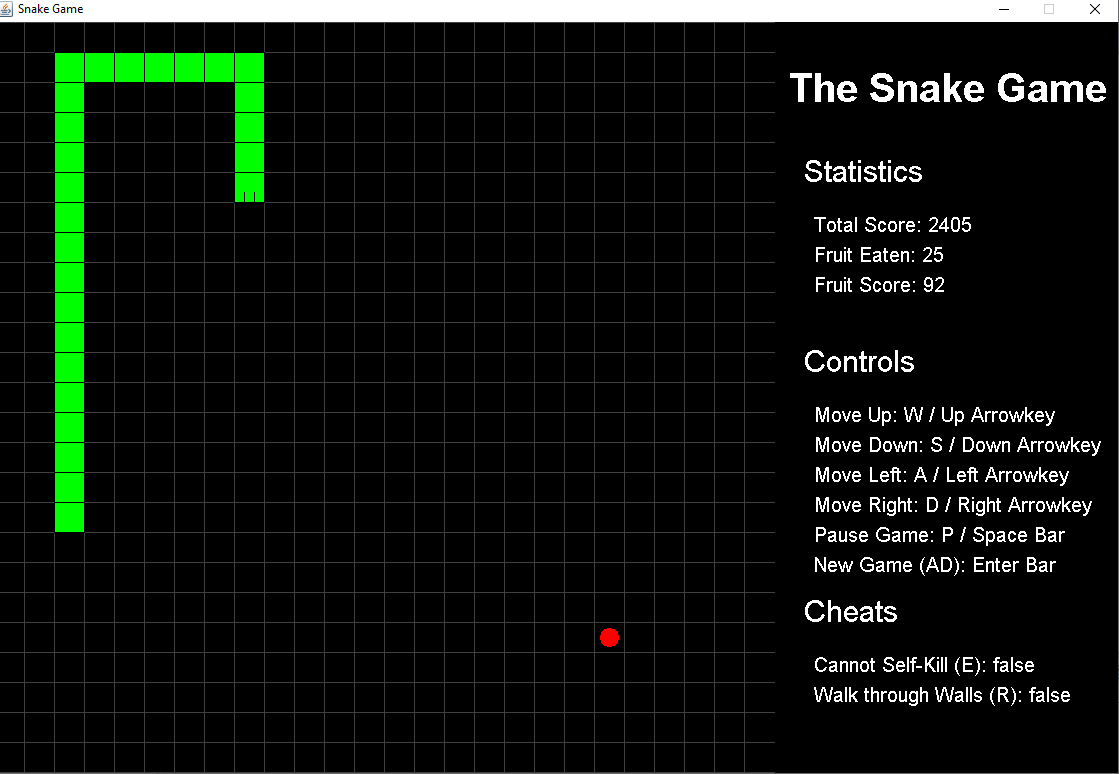 Snake Game
The Snake Game
Statistics
Total Score: 2405
Fruit Eaten: 25
Fruit Score: 92
Controls
Move Up: W / Up Arrowkey
Move Down: S / Down Arrowkey
Move Left: A / Left Arrowkey
Move Right: D / Right Arrowkey
Pause Game: P / Space Bar
New Game (AD): Enter Bar
Cheats
Cannot Self-Kill (E): false
Walk through Walls (R): false